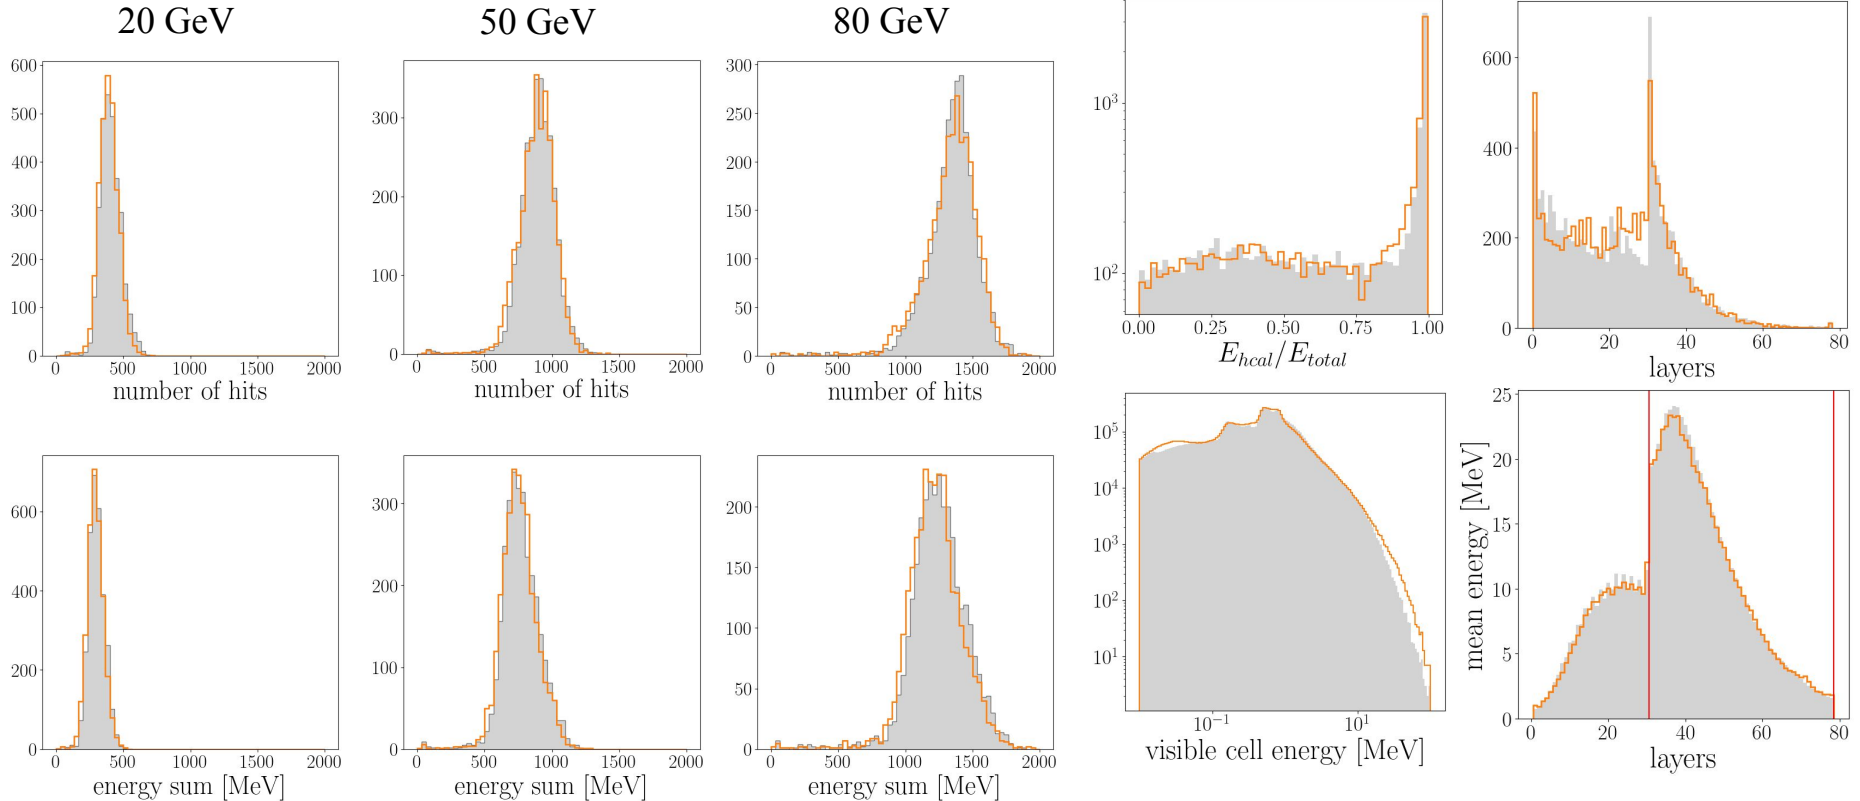 20 GeV
50 GeV
80 GeV
600
500
400
300
200
100
0
0 500 1000 1500 2000
number of hits
300
200
100
0
0 500 1000 1500 2000
number of hits
300
250
200
150
100
50
0
0 500 1000 1500 2000
number of hits
10³
10²
0.00 0.25 0.50 0.75 1.00
E_hcal/E_total
600
400
200
0
0 20 40 60 80
layers
600
400
200
0
0 500 1000 1500 2000
energy sum [MeV]
300
200
100
0
0 500 1000 1500 2000
energy sum [MeV]
200
150
100
50
0
0 500 1000 1500 2000
energy sum [MeV]
10⁵
10⁴
10³
10²
10¹
10⁻¹ 10¹
visible cell energy [MeV]
mean energy [MeV]
25
20
15
10
5
0
0 20 40 60 80
layers